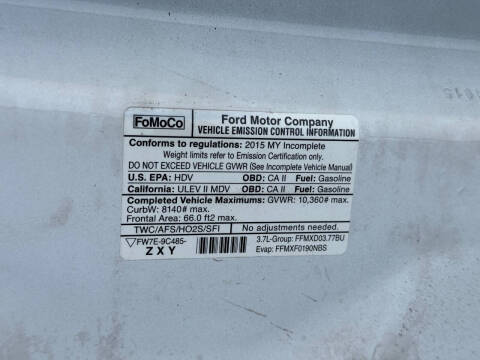 FoMoCo
Ford Motor Company
VEHICLE EMISSION CONTROL INFORMATION
Conforms to regulations: 2015 MY Incomplete
Weight limits refer to Emission Certification only.
DO NOT EXCEED VEHICLE GVWR (See Incomplete Vehicle Manual)
U.S. EPA: HDV OBD: CA II Fuel: Gasoline
California: ULEV II MDV OBD: CA II Fuel: Gasoline
Completed Vehicle Maximums: GVWR: 10,360# max.
CurbW: 8140# max.
Frontal Area: 66.0 ft2 max.
TWC/AFS/HO2S/SFI No adjustments needed.
FW7E-9C485-
ZXY
3.7L-Group: FFMXD03.77BU
Evap: FFMXF0190NBS